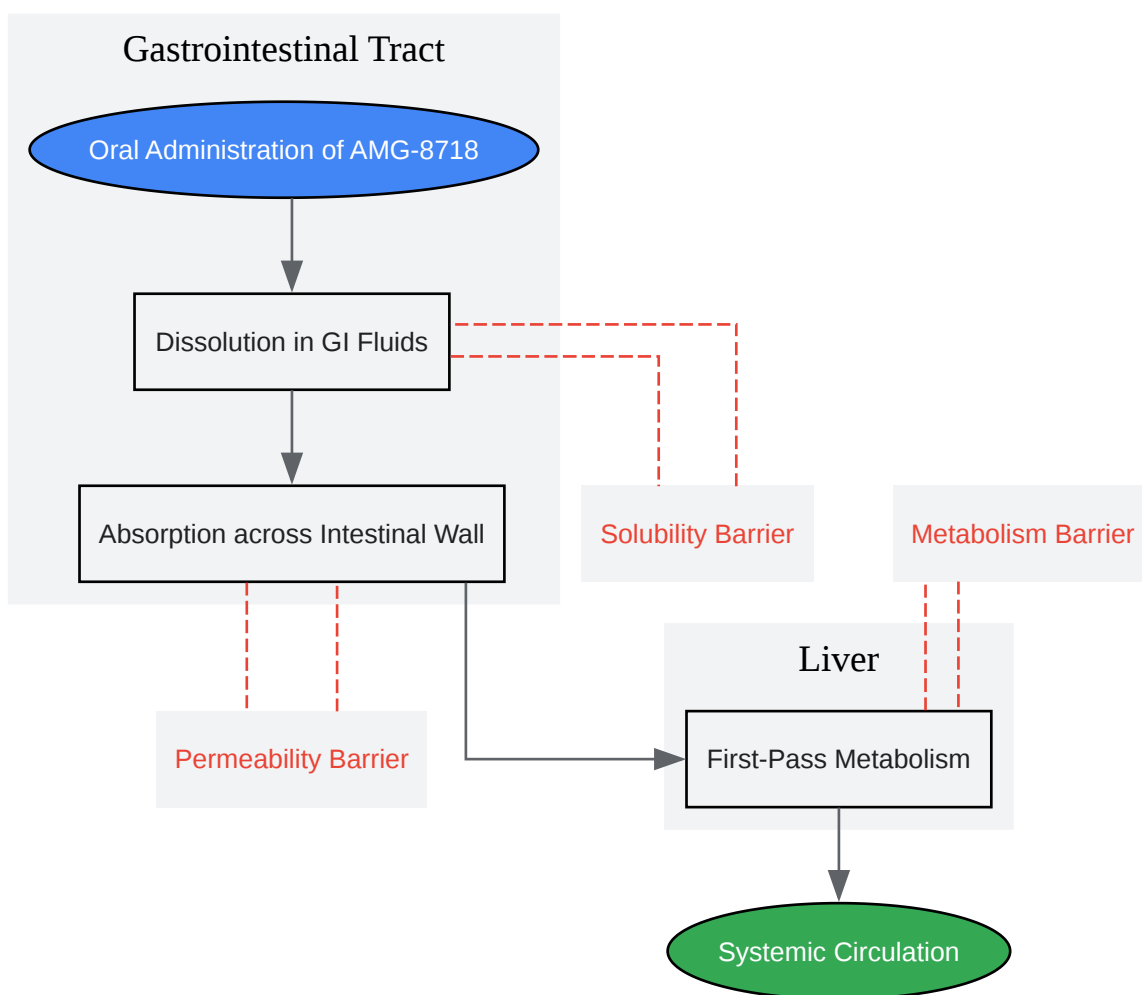 Gastrointestinal Tract
Oral Administration of AMG-8718
Dissolution in GI Fluids
Absorption across Intestinal Wall
Solubility Barrier
Metabolism Barrier
Liver
Permeability Barrier
First-Pass Metabolism
Systemic Circulation